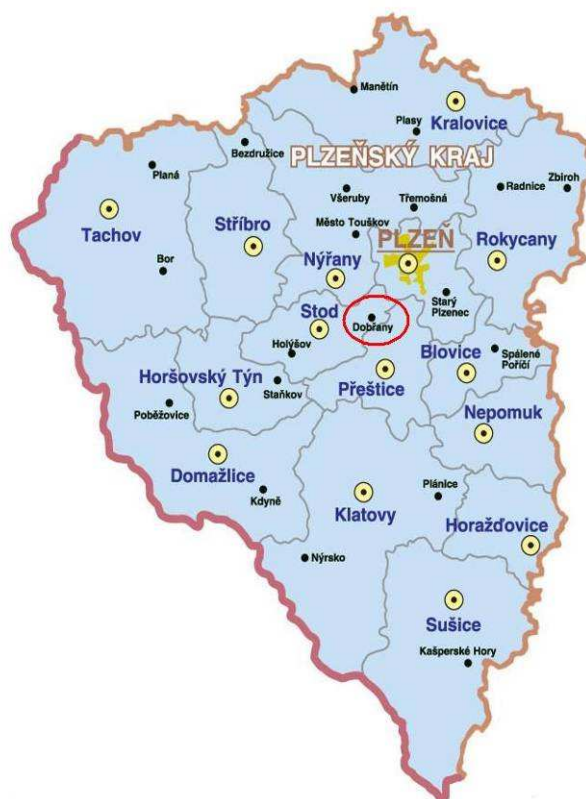 Manětín
Plasy
Kralovice
Bezdružice
PLZEŇSKÝ KRAJ
Planá
Zbiroh
Radnice
Všeruby
Třemošná
Tachov
Stříbro
Město Touškov
PLZEŇ
Rokycany
Bor
Nýřany
Starý
Plzenec
Stod
Dobřany
Holýšov
Blovice
Spálené
Poříčí
Horšovský Týn
Staňkov
Přeštice
Poběžovice
Nepomuk
Domažlice
Kdyně
Klatovy
Plánice
Horažďovice
Nýrsko
Sušice
Kašperské Hory